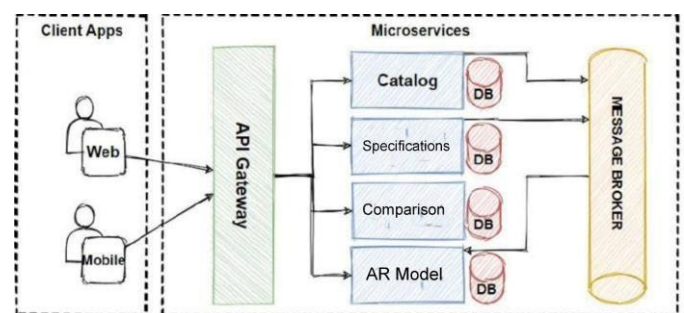 Client Apps
Microservices
Web
Mobile
API Gateway
Catalog
DB
Specifications
DB
Comparison
DB
AR Model
DB
MESSAGE BROKER